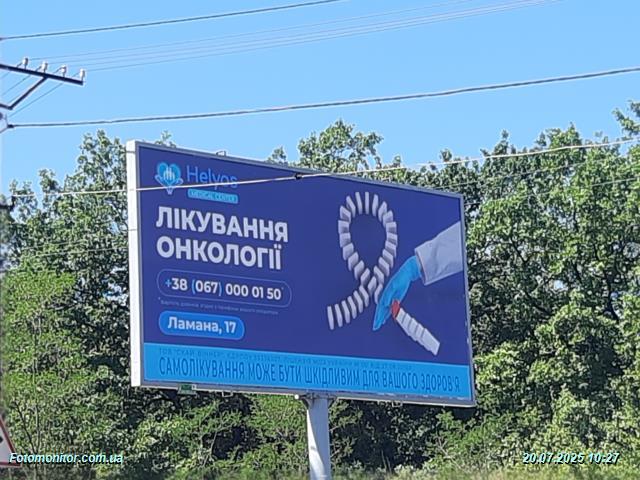 Helyos
MEDICAL CENTER
ЛІКУВАННЯ
ОНКОЛОГІЇ
+38 (067) 000 01 50*
Ламана, 17
САМОЛІКУВАННЯ МОЖЕ БУТИ ШКІДЛИВИМ ДЛЯ ВАШОГО ЗДОРОВ'Я
Fotomonitor.com.ua
20.07.2025 10:27